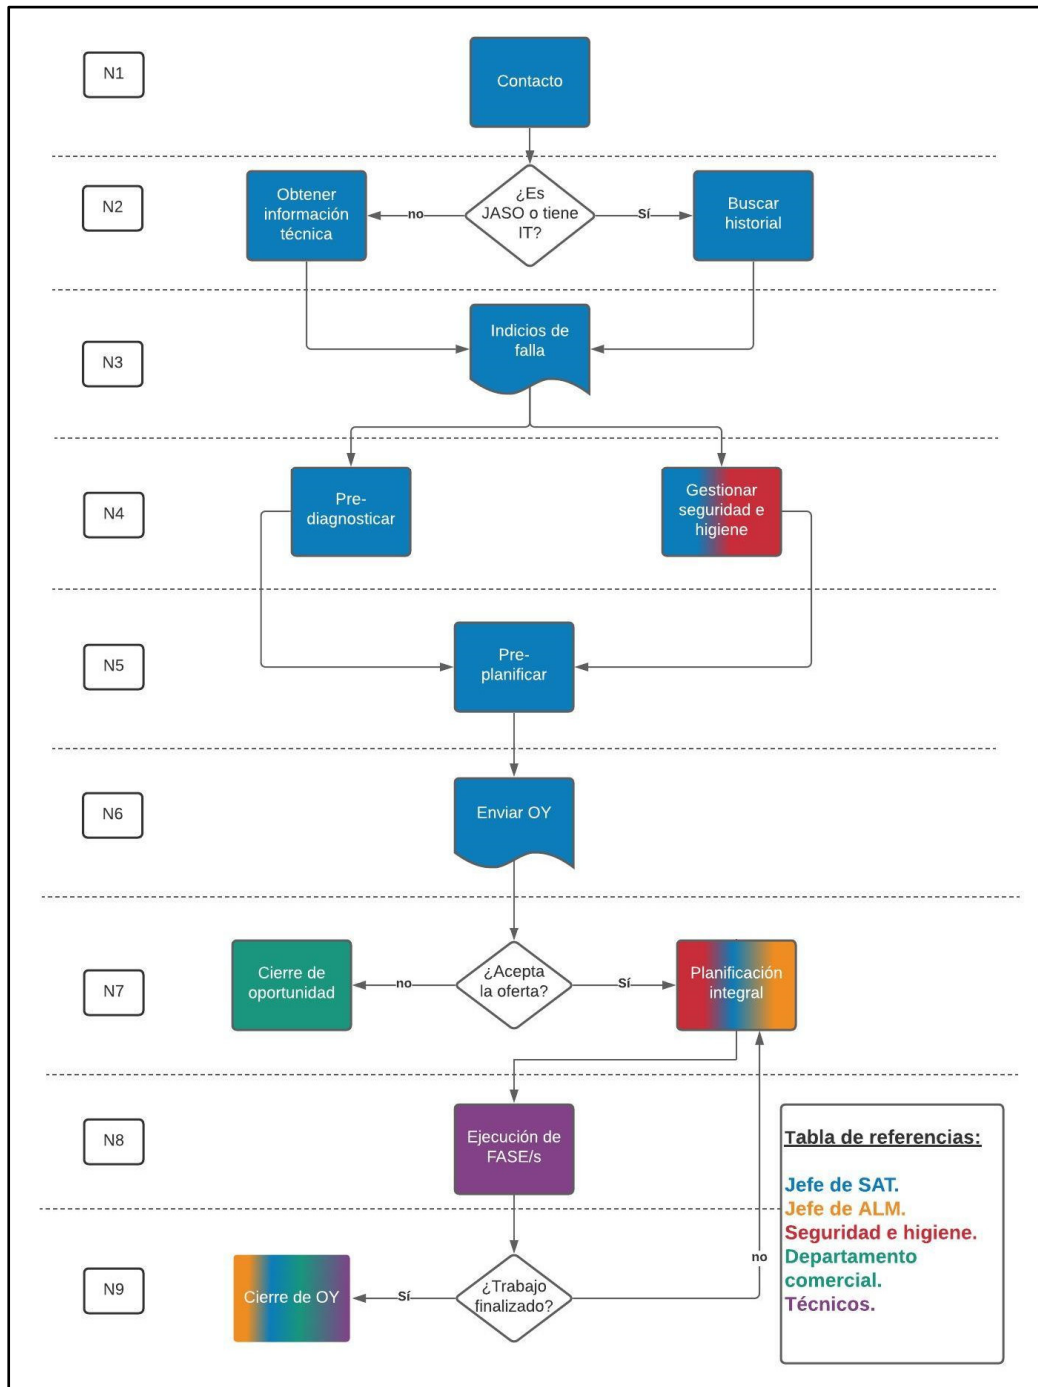 N1
Contacto
N2
Obtener
información
técnica
no
¿Es
JASO o tiene
IT?
Sí
Buscar
historial
N3
Indicios de
falla
N4
Pre-
diagnosticar
Gestionar
seguridad e
higiene
N5
Pre-
planificar
N6
Enviar OY
N7
Cierre de
oportunidad
no
¿Acepta
la oferta?
Sí
Planificación
integral
N8
Ejecución de
FASE/s
N9
Cierre de OY
Sí
¿Trabajo
finalizado?
no
Tabla de referencias:
Jefe de SAT.
Jefe de ALM.
Seguridad e higiene.
Departamento
comercial.
Técnicos.